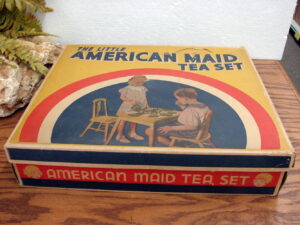 THE LITTLE
AMERICAN MAID
TEA SET
AMERICAN MAID TEA SET